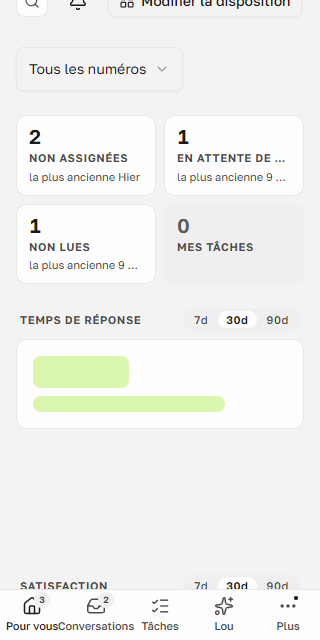 Modifier la disposition
Tous les numéros
2
NON ASSIGNÉES
la plus ancienne Hier
1
EN ATTENTE DE ...
la plus ancienne 9 ...
1
NON LUES
la plus ancienne 9 ...
0
MES TÂCHES
TEMPS DE RÉPONSE
7d 30d 90d
SATISFACTION
7d 30d 90d
3
2
Pour vous
Conversations
Tâches
Lou
Plus